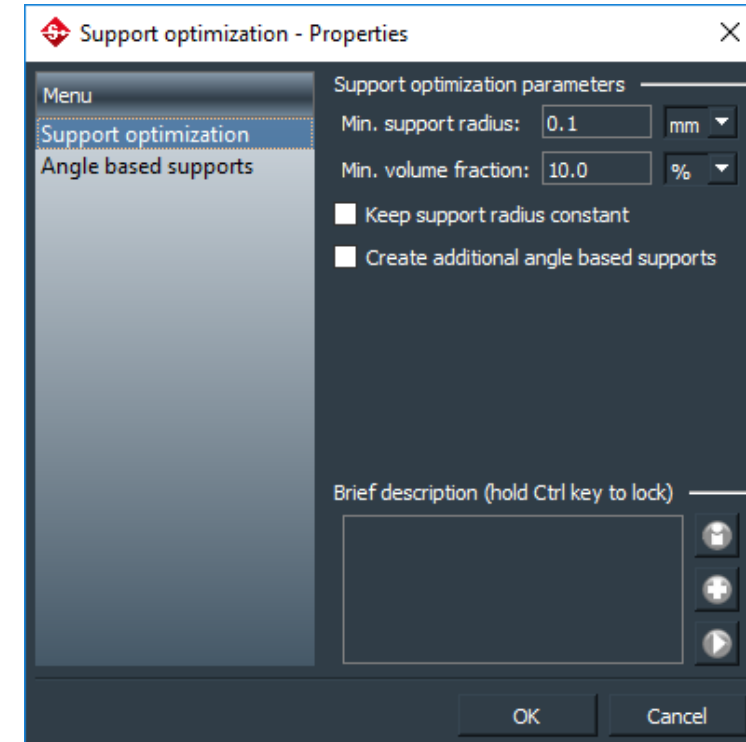 Support optimization - Properties
Menu
Support optimization
Angle based supports
Support optimization parameters
Min. support radius: 0.1 mm
Min. volume fraction: 10.0 %
Keep support radius constant
Create additional angle based supports
Brief description (hold Ctrl key to lock)
OK Cancel